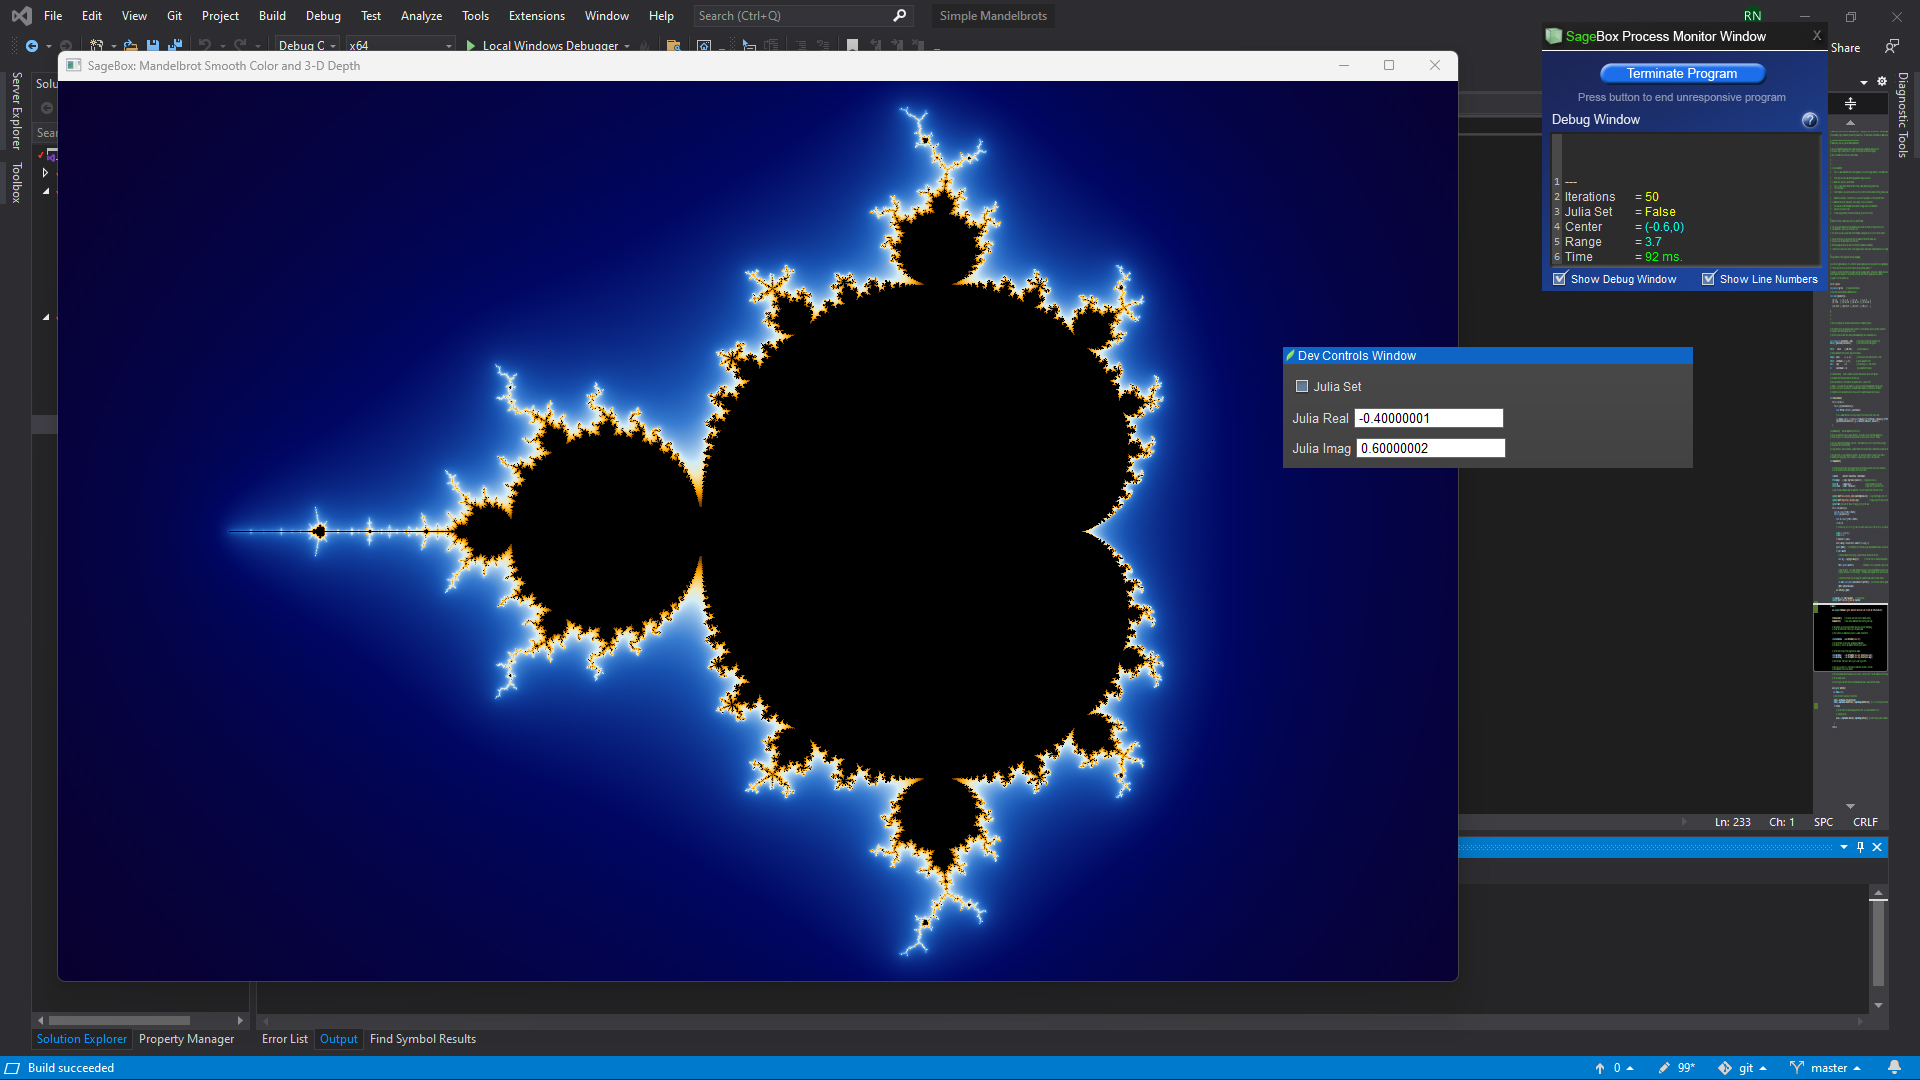 File Edit View Git Project Build Debug Test Analyze Tools Extensions Window Help Search (Ctrl+Q) Simple Mandelbrots RN
Debug x64 Local Windows Debugger Share
SageBox: Mandelbrot Smooth Color and 3-D Depth
SageBox Process Monitor Window X
Terminate Program
Press button to end unresponsive program
Debug Window ?
1 ---
2 Iterations = 50
3 Julia Set = False
4 Center = (-0.6,0)
5 Range = 3.7
6 Time = 92 ms.
Show Debug Window Show Line Numbers
Server Explorer
Toolbox
Diagnostic Tools
Dev Controls Window
Julia Set
Julia Real -0.40000001
Julia Imag 0.60000002
Ln: 233 Ch: 1 SPC CRLF
Solution Explorer Property Manager Error List Output Find Symbol Results
Build succeeded 0 99* git master